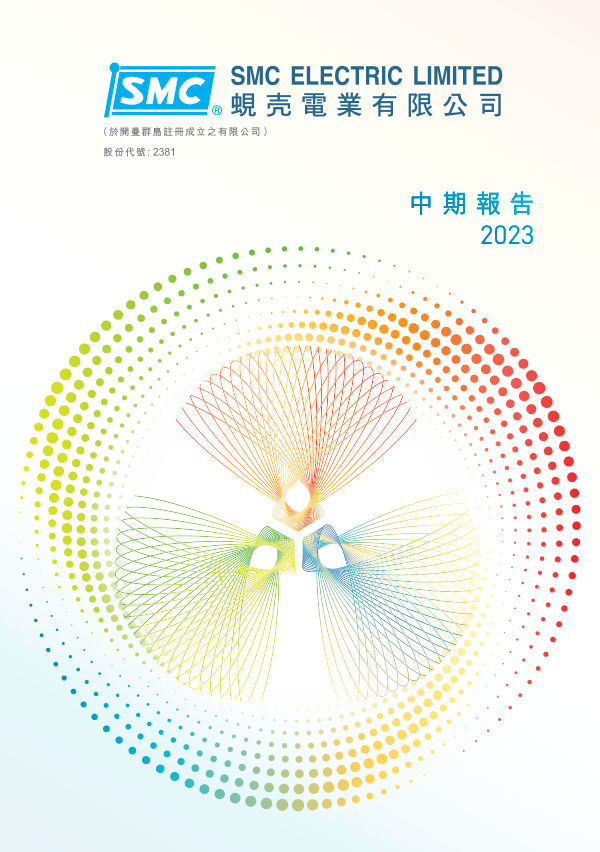 SMC®
SMC ELECTRIC LIMITED
蜆壳電業有限公司
(於開曼群島註冊成立之有限公司)
股份代號: 2381
中期報告
2023